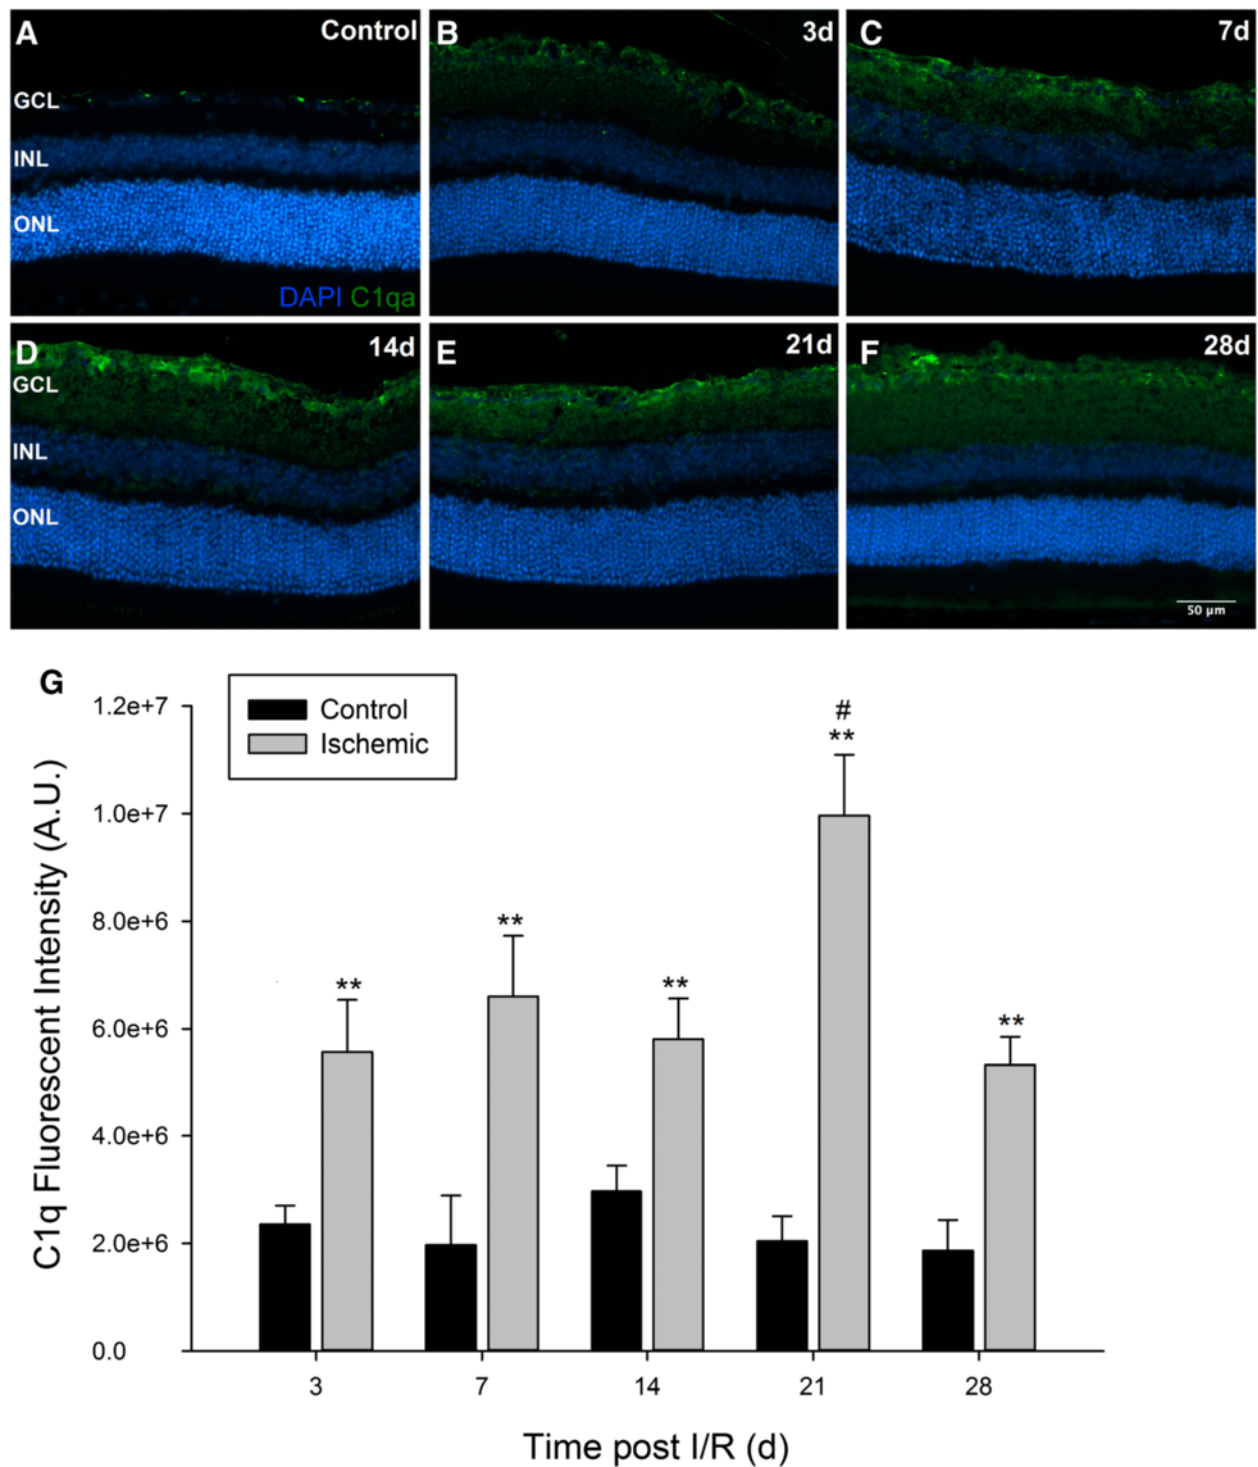 A Control
GCL
INL
ONL
DAPI C1qa
B 3d
C 7d
D 14d
GCL
INL
ONL
E 21d
F 28d
50 µm
G
Control
Ischemic
C1q Fluorescent Intensity (A.U.)
1.2e+7
1.0e+7
8.0e+6
6.0e+6
4.0e+6
2.0e+6
0.0
**
**
**
#
**
**
3 7 14 21 28
Time post I/R (d)